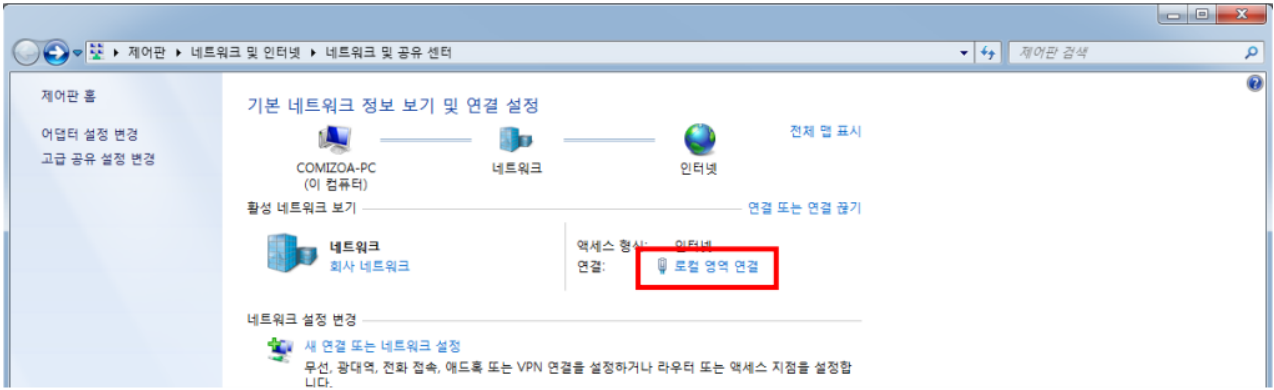 제어판 ▸ 네트워크 및 인터넷 ▸ 네트워크 및 공유 센터
제어판 검색
제어판 홈
어댑터 설정 변경
고급 공유 설정 변경
기본 네트워크 정보 보기 및 연결 설정
전체 맵 표시
COMIZOA-PC
(이 컴퓨터)
네트워크
인터넷
활성 네트워크 보기
연결 또는 연결 끊기
네트워크
회사 네트워크
액세스 형식: 인터넷
연결: 로컬 영역 연결
네트워크 설정 변경
새 연결 또는 네트워크 설정
무선, 광대역, 전화 접속, 애드혹 또는 VPN 연결을 설정하거나 라우터 또는 액세스 지점을 설정합
니다.